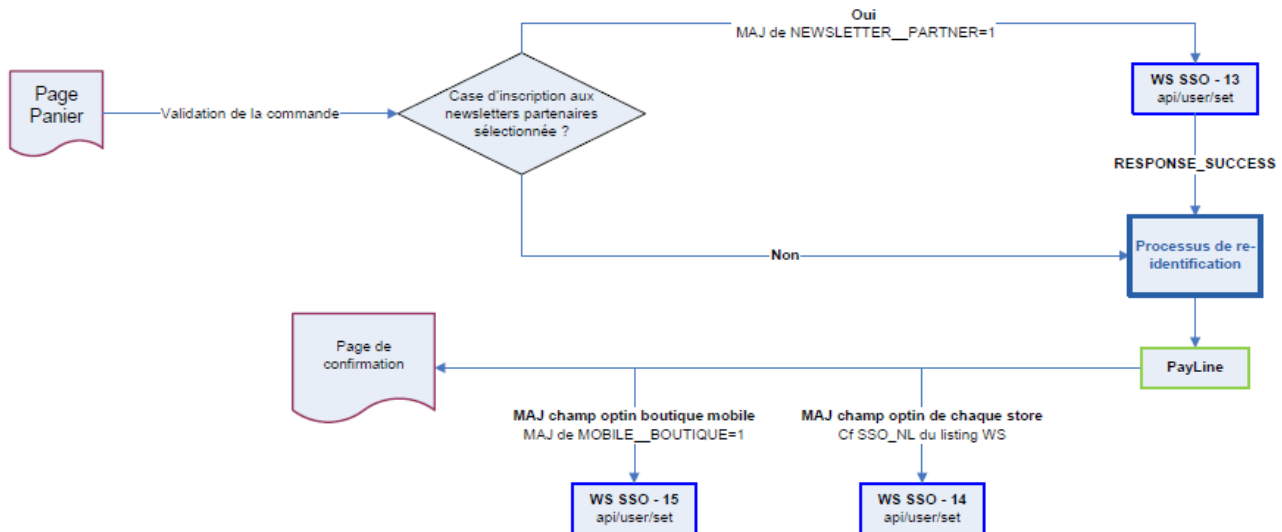 Oui
MAJ de NEWSLETTER__PARTNER=1
Page
Panier
Validation de la commande
Case d'inscription aux
newsletters partenaires
sélectionnée ?
WS SSO - 13
api/user/set
RESPONSE_SUCCESS
Non
Processus de re-
identification
Page de
confirmation
PayLine
MAJ champ optin boutique mobile
MAJ de MOBILE__BOUTIQUE=1
MAJ champ optin de chaque store
Cf SSO_NL du listing WS
WS SSO - 15
api/user/set
WS SSO - 14
api/user/set